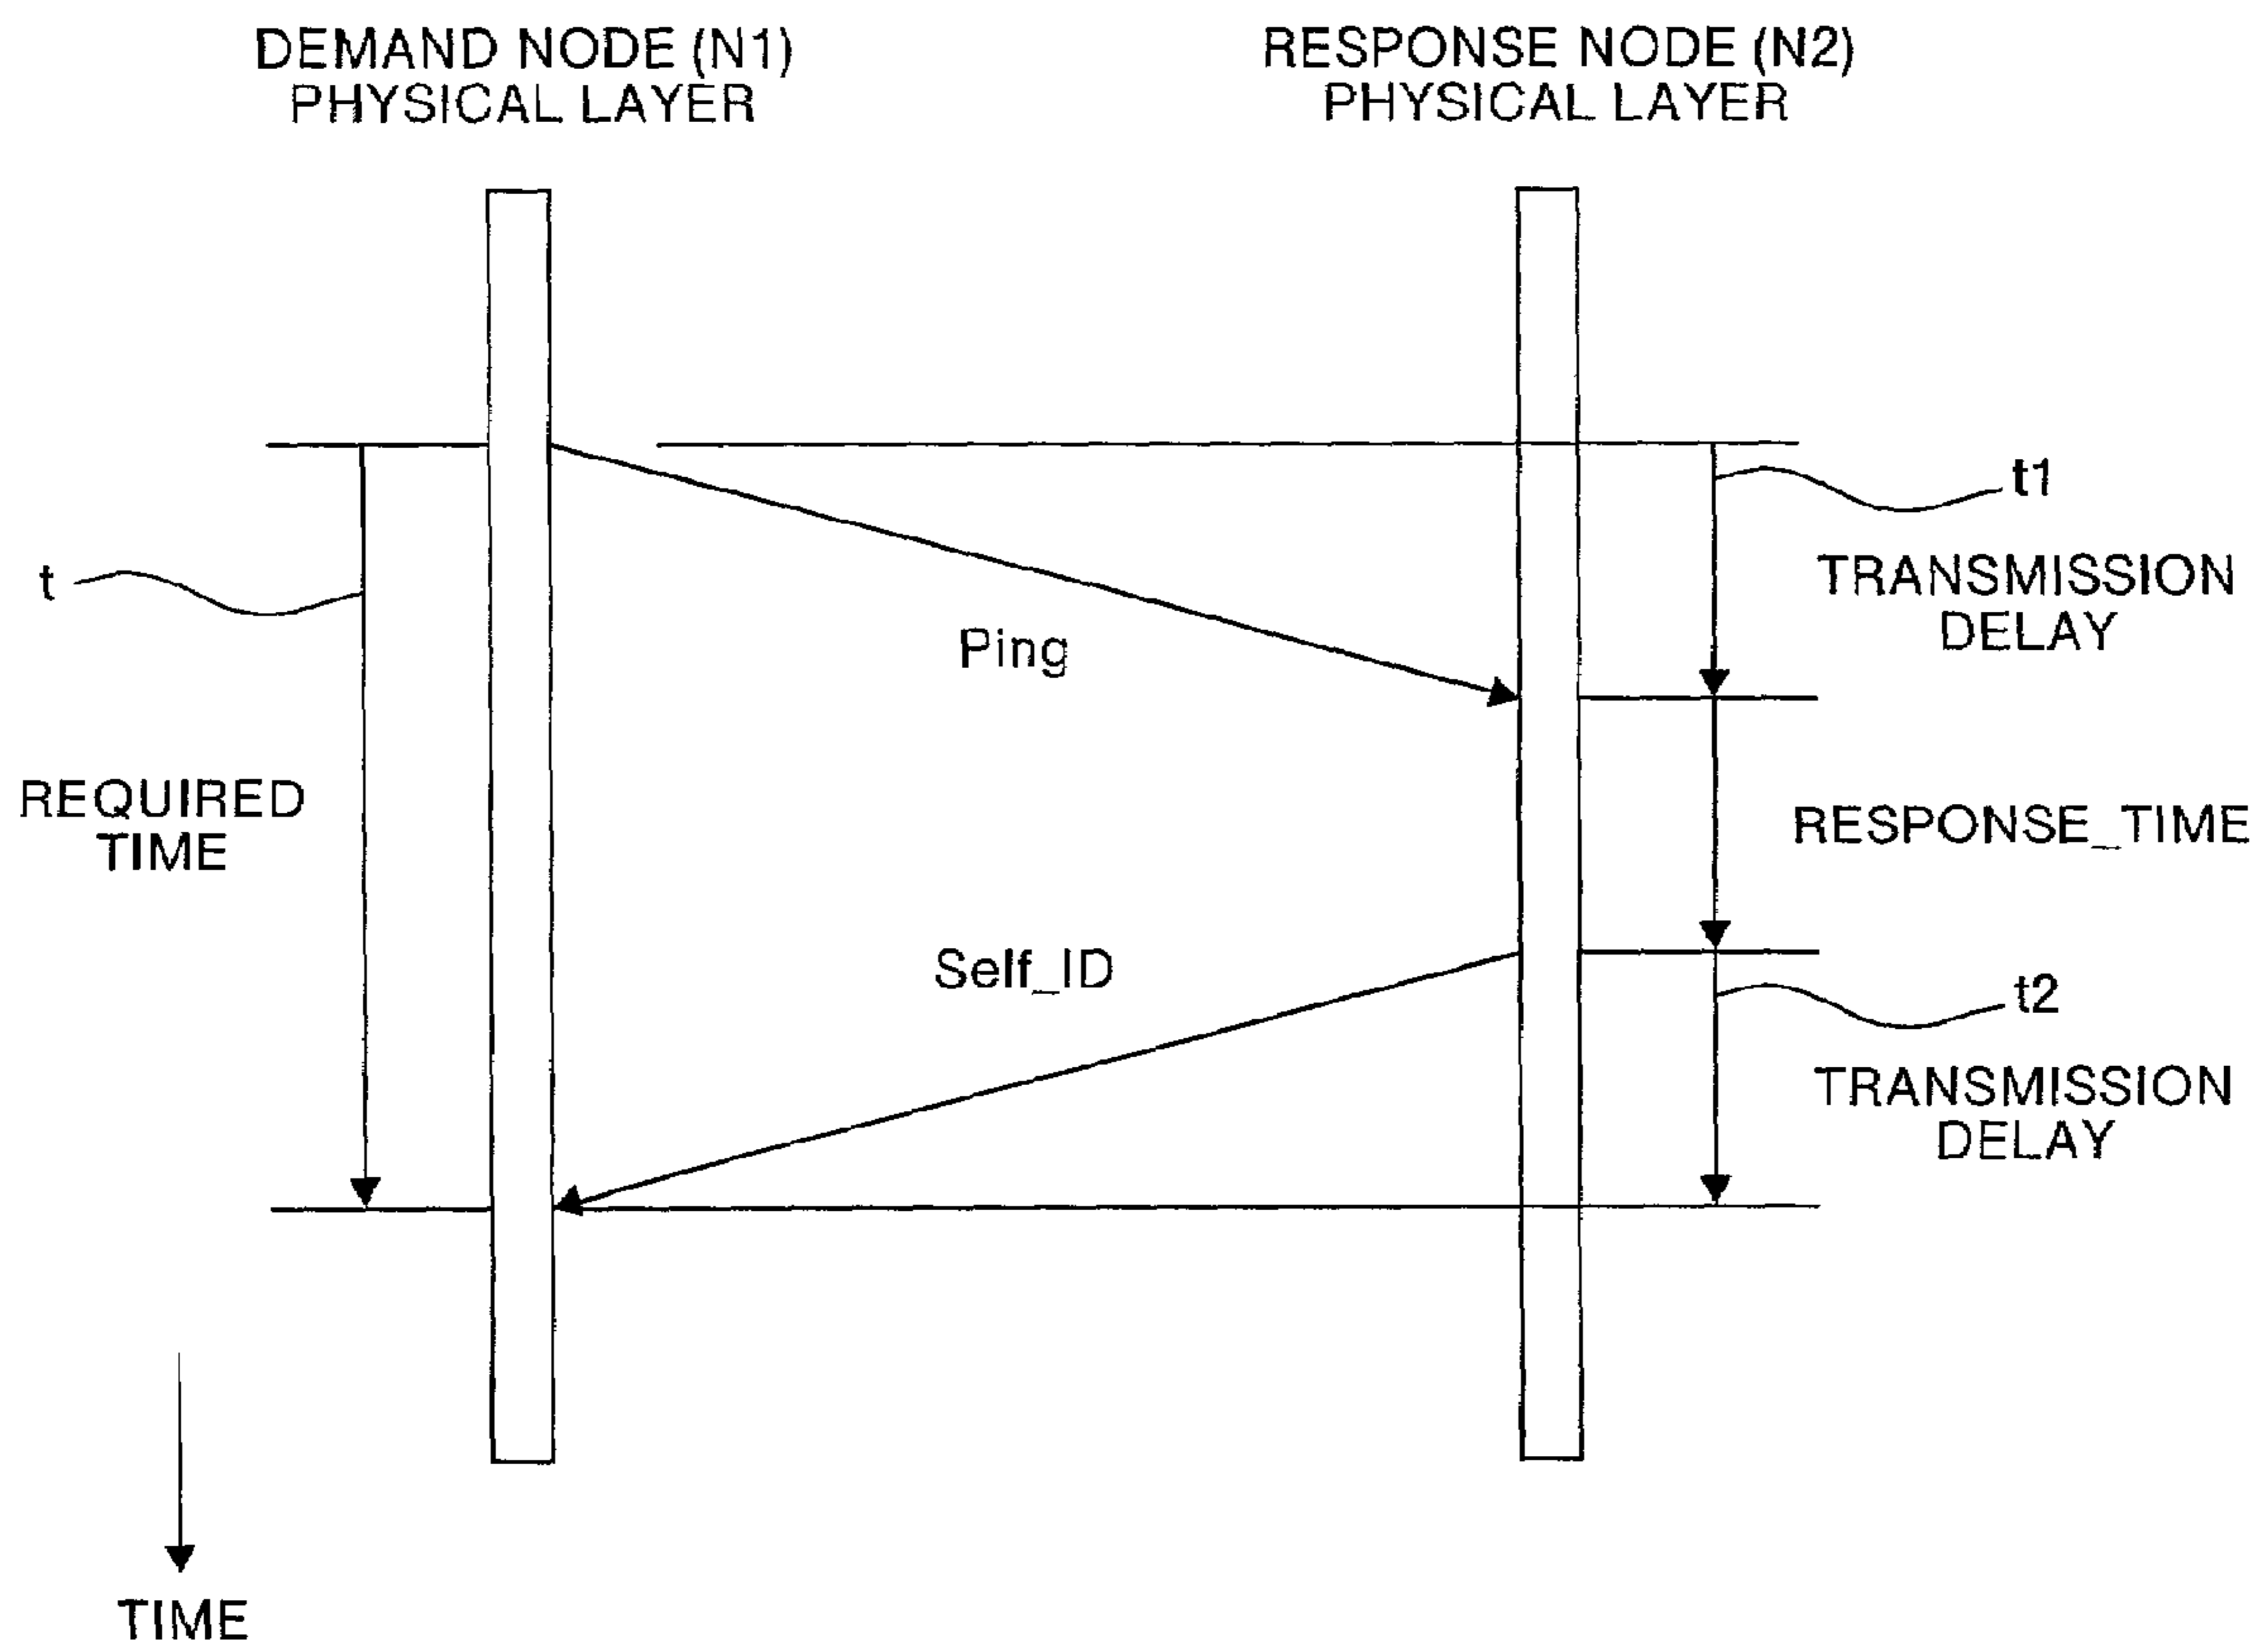 DEMAND NODE (N1)
PHYSICAL LAYER
RESPONSE NODE (N2)
PHYSICAL LAYER
t1
TRANSMISSION
DELAY
t
Ping
REQUIRED
TIME
RESPONSE_TIME
Self_ID
t2
TRANSMISSION
DELAY
TIME